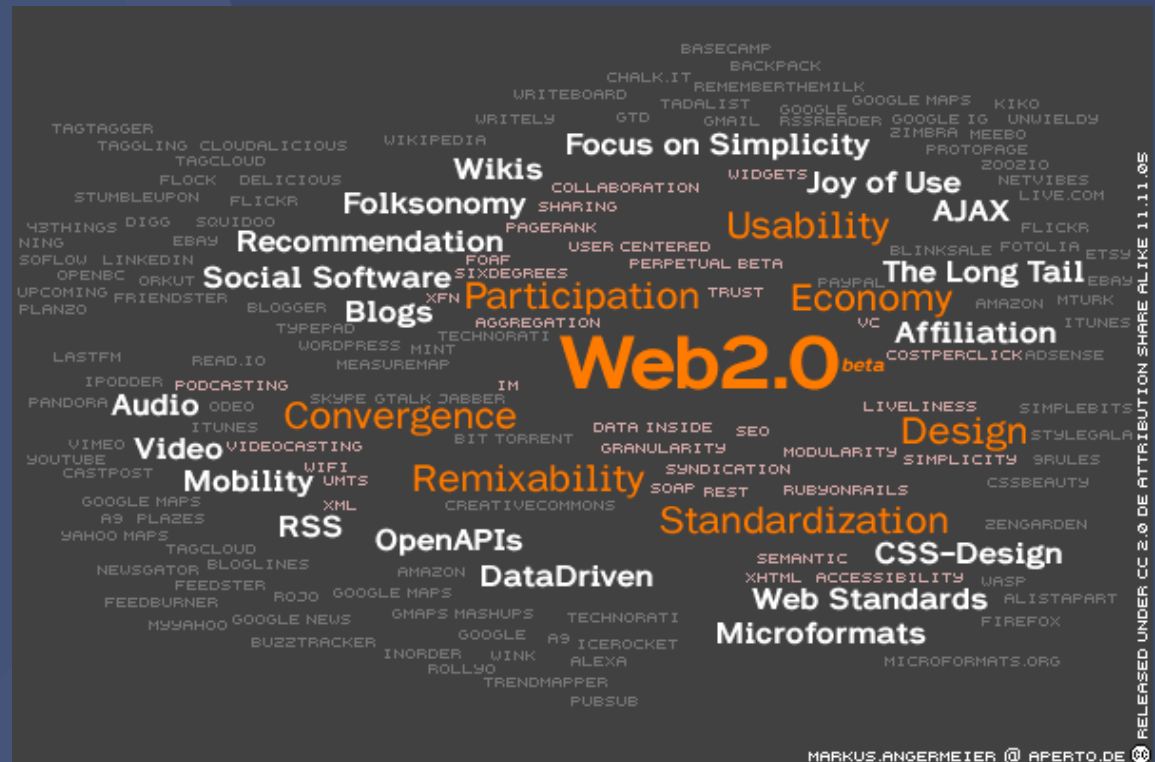 BASECAMP
BACKPACK
CHALK.IT
REMEMBERTHEMILK
WRITEBOARD
TADALIST
GOOGLE MAPS
KIKO
WRITELY
GTD
GMAIL
GOOGLE
RSSREADER
GOOGLE IG
UNWIELDY
TAGTAGGER
WIKIPEDIA
ZIMBRA
MEEBO
TAGGLING
CLOUDALICIOUS
Focus on Simplicity
PROTOPAGE
TAGCLOUD
Wikis
WIDGETS
ZOOZIO
FLOCK
DELICIOUS
COLLABORATION
Joy of Use
NETVIBES
STUMBLEUPON
FLICKR
Folksonomy
SHARING
AJAX
LIVE.COM
43THINGS
DIGG
SQUIDOO
PAGERANK
Usability
FLICKR
NING
EBAY
Recommendation
USER CENTERED
BLINKSALE
FOTOLIA
ETSY
SOFLOW
LINKEDIN
FOAF
PERPETUAL BETA
OPENBC
ORKUT
Social Software
SIXDEGREES
PAYPAL
The Long Tail
EBAY
UPCOMING
FRIENDSTER
XFN
Participation
TRUST
Economy
AMAZON
MTURK
PLANZO
BLOGGER
Blogs
AGGREGATION
VC
ITUNES
TYPEPAD
TECHNORATI
Affiliation
WORDPRESS
MINT
LASTFM
READ.IO
MEASUREMAP
Web2.0 beta
COSTPERCLICK
ADSENSE
IPODDER
PODCASTING
IM
PANDORA
Audio
ODEO
SKYPE
GTALK
JABBER
LIVELINESS
SIMPLEBITS
ITUNES
Convergence
DATA INSIDE
SEO
Design
STYLEGALA
VIMEO
Video
VIDEOCASTING
BIT TORRENT
GRANULARITY
MODULARITY
SIMPLICITY
9RULES
YOUTUBE
WIFI
SYNDICATION
CASTPOST
Mobility
UMTS
Remixability
SOAP
REST
RUBYONRAILS
CSSBEAUTY
GOOGLE MAPS
XML
CREATIVECOMMONS
A9
PLAZES
RSS
Standardization
ZENGARDEN
YAHOO MAPS
TAGCLOUD
OpenAPIs
SEMANTIC
CSS-Design
NEWSGATOR
BLOGLINES
AMAZON
DataDriven
XHTML
ACCESSIBILITY
WASP
FEEDSTER
ROJO
GOOGLE MAPS
Web Standards
ALISTAPART
FEEDBURNER
GMAPS MASHUPS
TECHNORATI
FIREFOX
MYYAHOO
GOOGLE NEWS
Microformats
BUZZTRACKER
GOOGLE
A9
ICEROCKET
INORDER
WINK
ALEXA
MICROFORMATS.ORG
ROLLYO
TRENDMAPPER
PUBSUB
MARKUS.ANGERMEIER @ APERTO.DE
RELEASED UNDER CC 2.0 DE ATTRIBUTION SHARE ALIKE 11.11.05